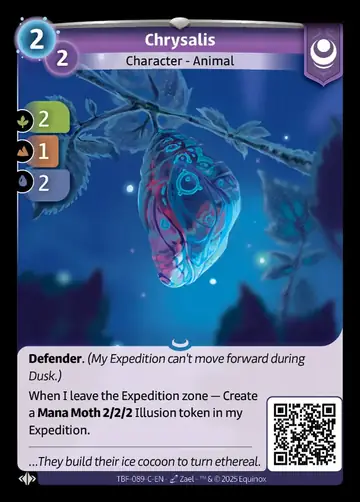 2
Chrysalis
2
Character - Animal
2
1
2
Defender. (My Expedition can't move forward during
Dusk.)
When I leave the Expedition zone — Create
a Mana Moth 2/2/2 Illusion token in my
Expedition.
...They build their ice cocoon to turn ethereal.
TBF-089-C-EN - Zael - ™ & © 2025 Equinox